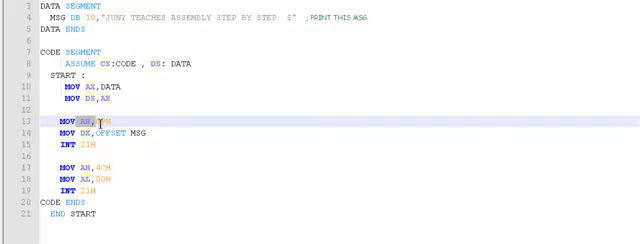 3 DATA SEGMENT
4 MSG DB 10,"JUNY TEACHES ASSEMBLY STEP BY STEP $" ;PRINT THIS MSG
5 DATA ENDS
6
7 CODE SEGMENT
8 ASSUME CS:CODE , DS: DATA
9 START :
10 MOV AX,DATA
11 MOV DS,AX
12
13 MOV AH,
14 MOV DX,OFFSET MSG
15 INT 21H
16
17 MOV AH,4CH
18 MOV AL,00H
19 INT 21H
20 CODE ENDS
21 END START